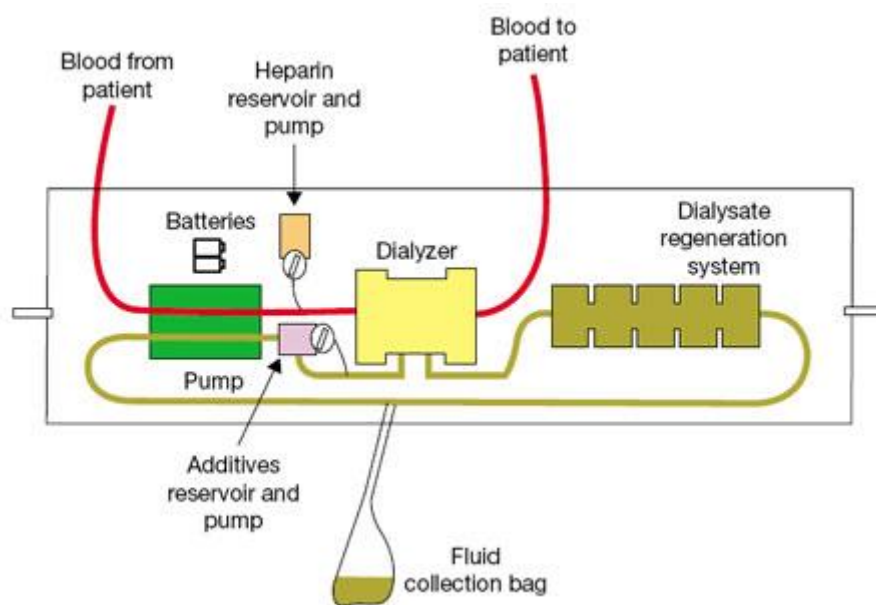 Blood from
patient
Heparin
reservoir and
pump
Blood to
patient
Batteries
Dialyzer
Dialysate
regeneration
system
Pump
Additives
reservoir and
pump
Fluid
collection bag